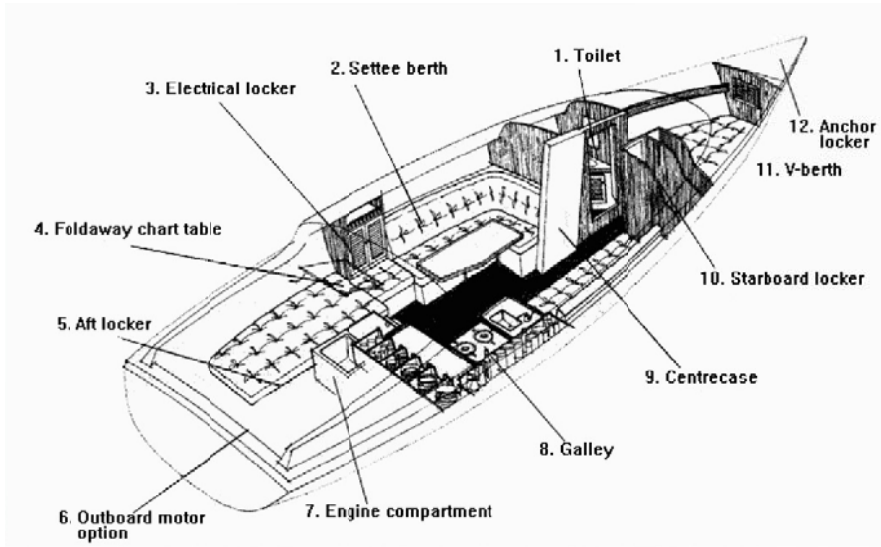 1. Toilet
2. Settee berth
3. Electrical locker
4. Foldaway chart table
5. Aft locker
6. Outboard motor
option
7. Engine compartment
8. Galley
9. Centrecase
10. Starboard locker
11. V-berth
12. Anchor
locker